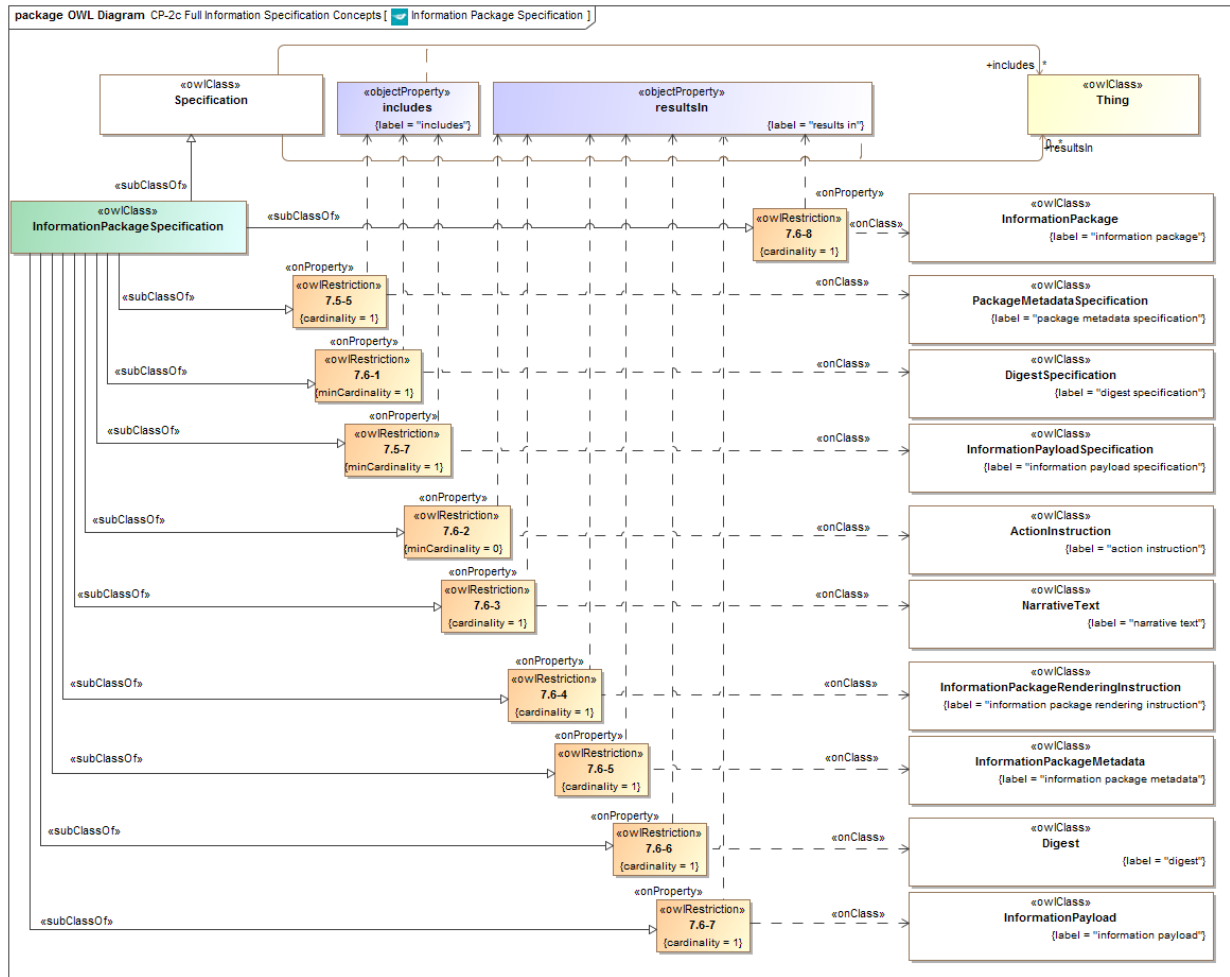 package OWL Diagram CP-2c Full Information Specification Concepts [ Information Package Specification ]
«owlClass»
Specification
«objectProperty»
includes
{label = "includes"}
«objectProperty»
resultsIn
{label = "results in"}
+includes *
«owlClass»
Thing
0..*
+resultsIn
«subClassOf»
«owlClass»
InformationPackageSpecification
«subClassOf»
«onProperty»
«owlRestriction»
7.6-8
{cardinality = 1}
«onClass»
«owlClass»
InformationPackage
{label = "information package"}
«subClassOf»
«onProperty»
«owlRestriction»
7.5-5
{cardinality = 1}
«onClass»
«owlClass»
PackageMetadataSpecification
{label = "package metadata specification"}
«subClassOf»
«onProperty»
«owlRestriction»
7.6-1
{minCardinality = 1}
«onClass»
«owlClass»
DigestSpecification
{label = "digest specification"}
«subClassOf»
«onProperty»
«owlRestriction»
7.5-7
{minCardinality = 1}
«onClass»
«owlClass»
InformationPayloadSpecification
{label = "information payload specification"}
«subClassOf»
«onProperty»
«owlRestriction»
7.6-2
{minCardinality = 0}
«onClass»
«owlClass»
ActionInstruction
{label = "action instruction"}
«subClassOf»
«onProperty»
«owlRestriction»
7.6-3
{cardinality = 1}
«onClass»
«owlClass»
NarrativeText
{label = "narrative text"}
«subClassOf»
«onProperty»
«owlRestriction»
7.6-4
{cardinality = 1}
«onClass»
«owlClass»
InformationPackageRenderingInstruction
{label = "information package rendering instruction"}
«subClassOf»
«onProperty»
«owlRestriction»
7.6-5
{cardinality = 1}
«onClass»
«owlClass»
InformationPackageMetadata
{label = "information package metadata"}
«subClassOf»
«onProperty»
«owlRestriction»
7.6-6
{cardinality = 1}
«onClass»
«owlClass»
Digest
{label = "digest"}
«subClassOf»
«onProperty»
«owlRestriction»
7.6-7
{cardinality = 1}
«onClass»
«owlClass»
InformationPayload
{label = "information payload"}